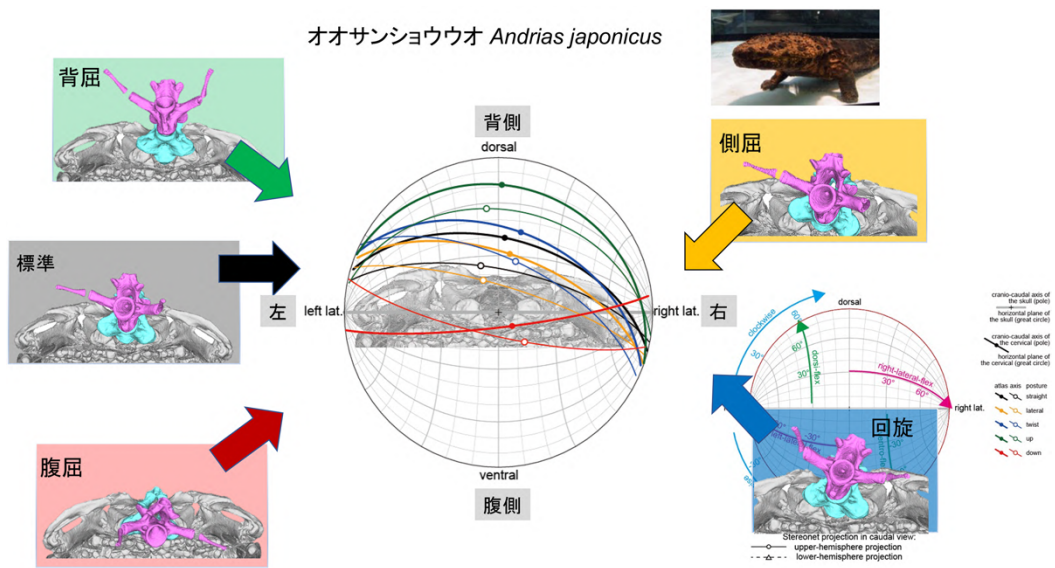 オオサンショウウオ Andrias japonicus
背屈
背側
dorsal
側屈
標準
左
left lat.
right lat.
右
腹屈
ventral
腹側
dorsal
clockwise
30°
60°
dorsi-flex
60°
30°
right-lateral-flex
30°
60°
right lat.
-30°
回旋
cranio-caudal axis of
the skull (pole)
horizontal plane of
the skull (great circle)
cranio-caudal axis of
the cervical (pole)
horizontal plane of
the cervical (great circle)
atlas axis posture
straight
lateral
twist
up
down
Stereonet projection in caudal view:
upper-hemisphere projection
lower-hemisphere projection